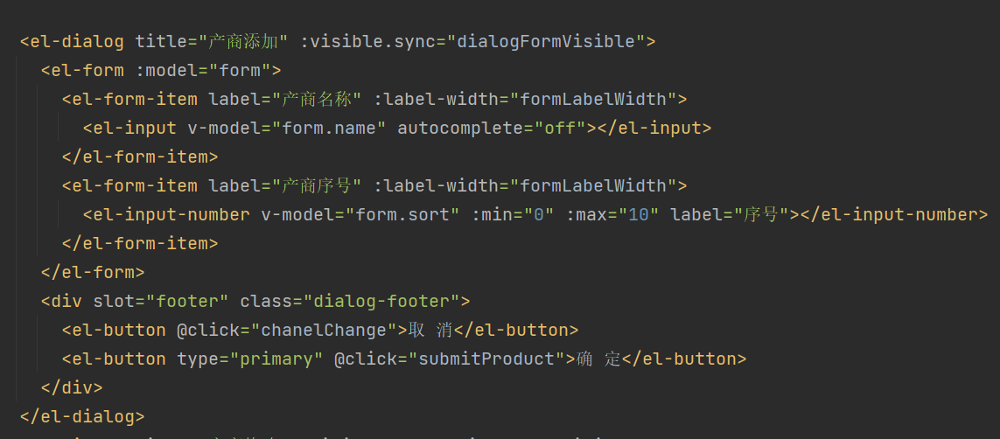 <el-dialog title="产商添加" :visible.sync="dialogFormVisible">
<el-form :model="form">
<el-form-item label="产商名称" :label-width="formLabelWidth">
<el-input v-model="form.name" autocomplete="off"></el-input>
</el-form-item>
<el-form-item label="产商序号" :label-width="formLabelWidth">
<el-input-number v-model="form.sort" :min="0" :max="10" label="序号"></el-input-number>
</el-form-item>
</el-form>
<div slot="footer" class="dialog-footer">
<el-button @click="chanelChange">取 消</el-button>
<el-button type="primary" @click="submitProduct">确 定</el-button>
</div>
</el-dialog>